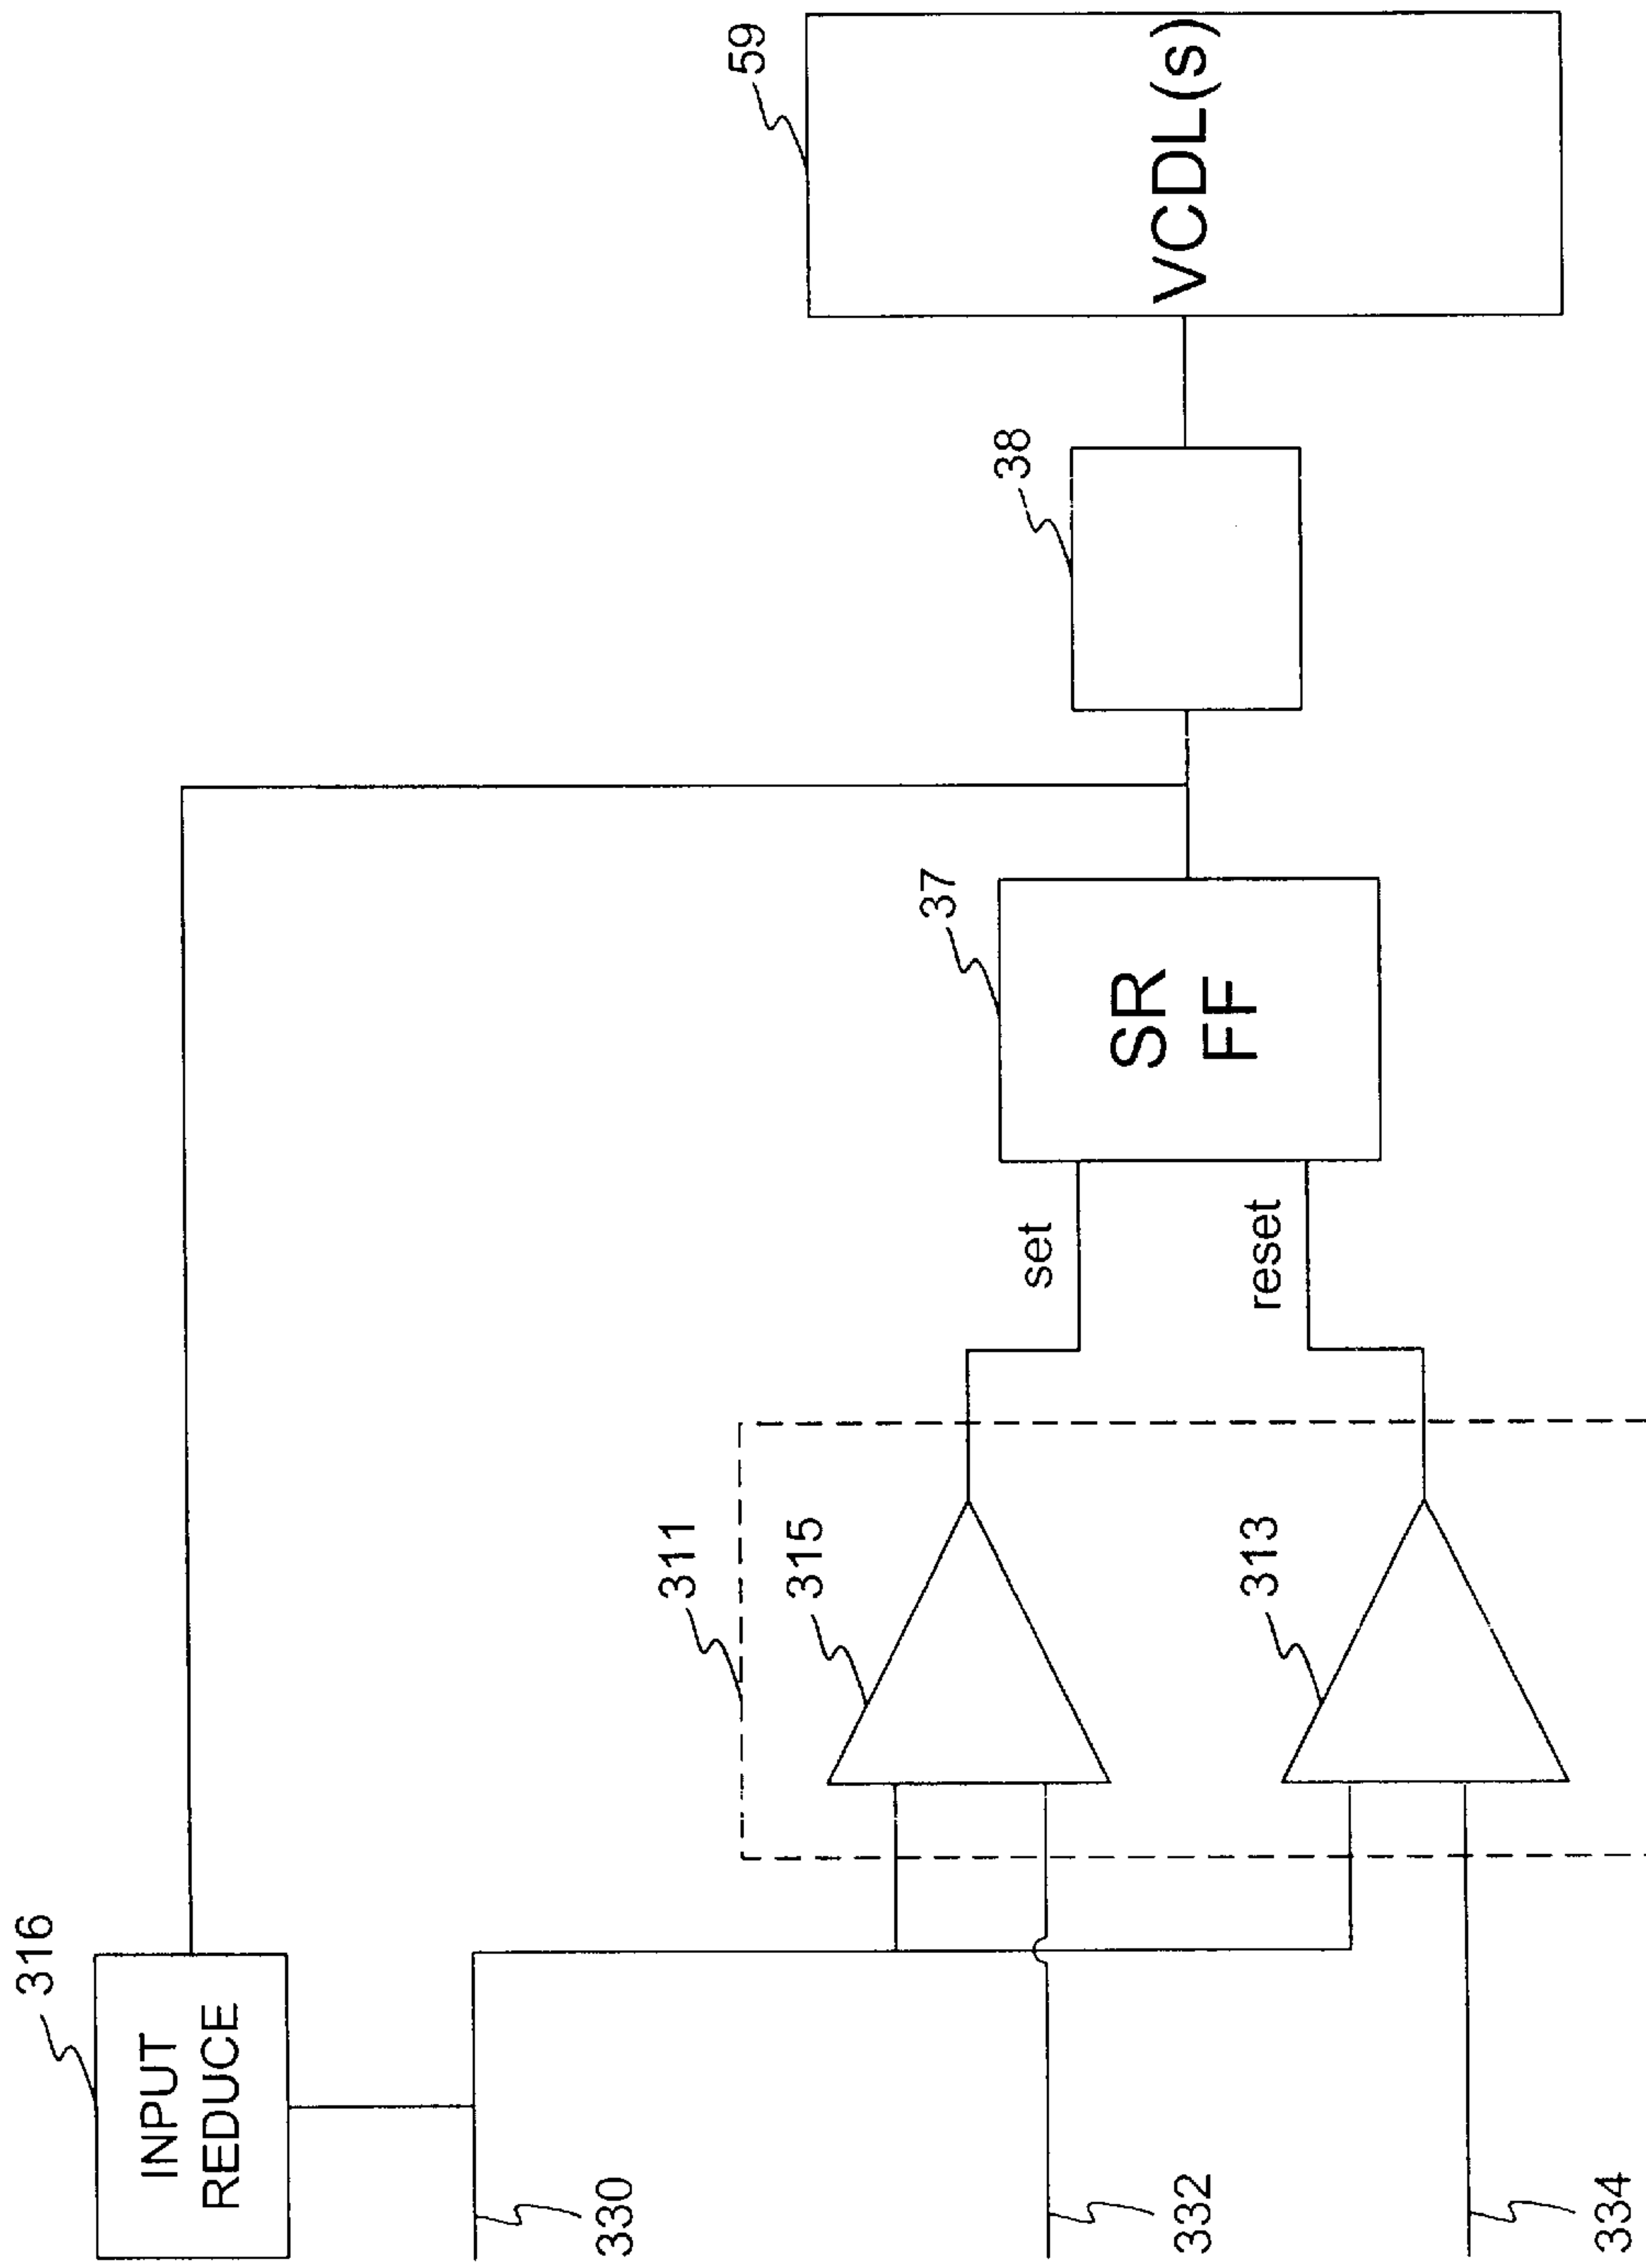 316
INPUT
REDUCE
330
332
334
311
315
313
set
reset
37
SR
FF
38
59
VCDL(s)